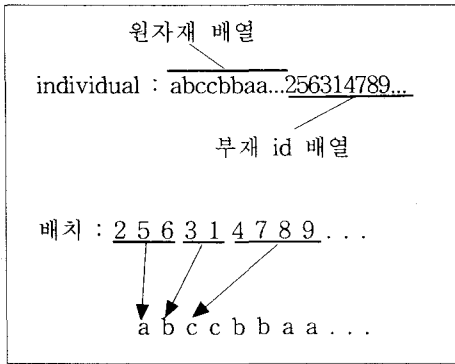 원자재 배열
individual : abccbbaa...256314789...
부재 id 배열
배치 : 2 5 6 3 1 4 7 8 9 . . .
a b c c b b a a . . .